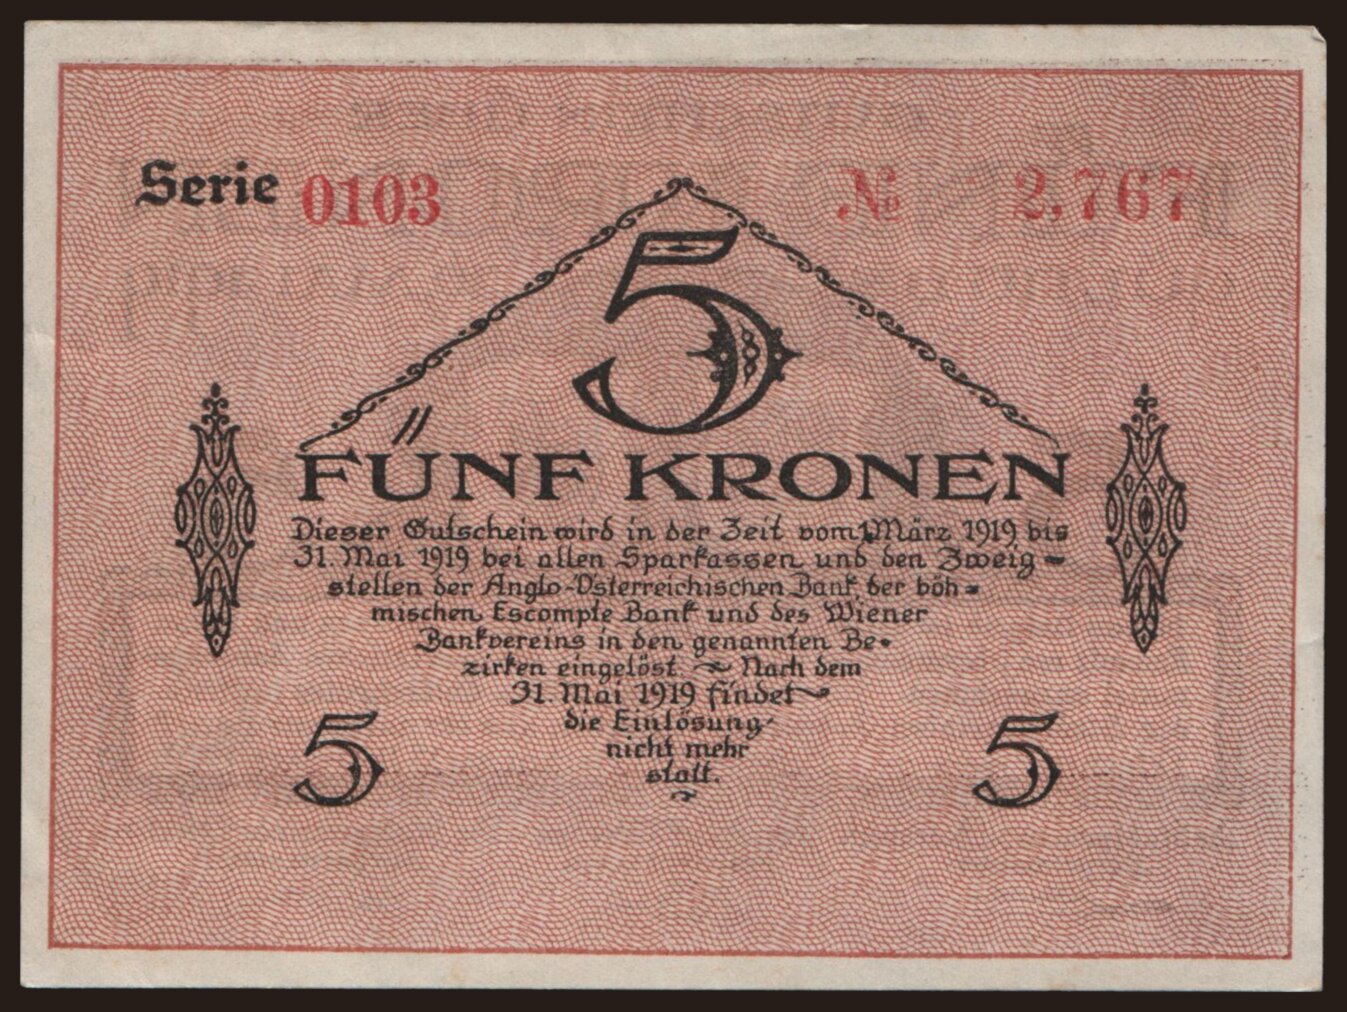 Serie 0103 № 2,767
5
FÜNF KRONEN
Dieser Gutschein wird in der Zeit vom 1. März 1919 bis
31. Mai 1919 bei allen Sparkassen und den Zweig-
stellen der Anglo-Österreichischen Bank, der böh-
mischen Escompte Bank und des Wiener
Bankvereins in den genannten Be-
zirken eingelöst. Nach dem
31. Mai 1919 findet
die Einlösung
nicht mehr
statt.
5 5